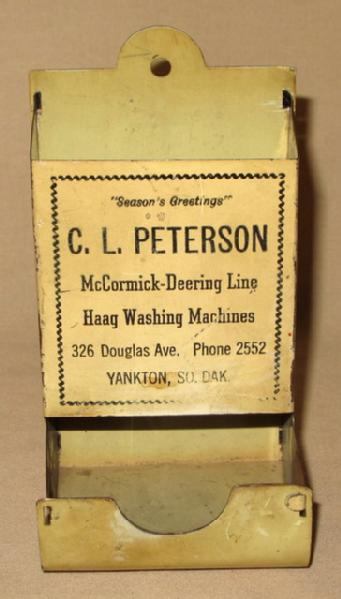 "Season's Greetings"
C. L. PETERSON
McCormick-Deering Line
Haag Washing Machines
326 Douglas Ave. Phone 2552
YANKTON, SO. DAK.